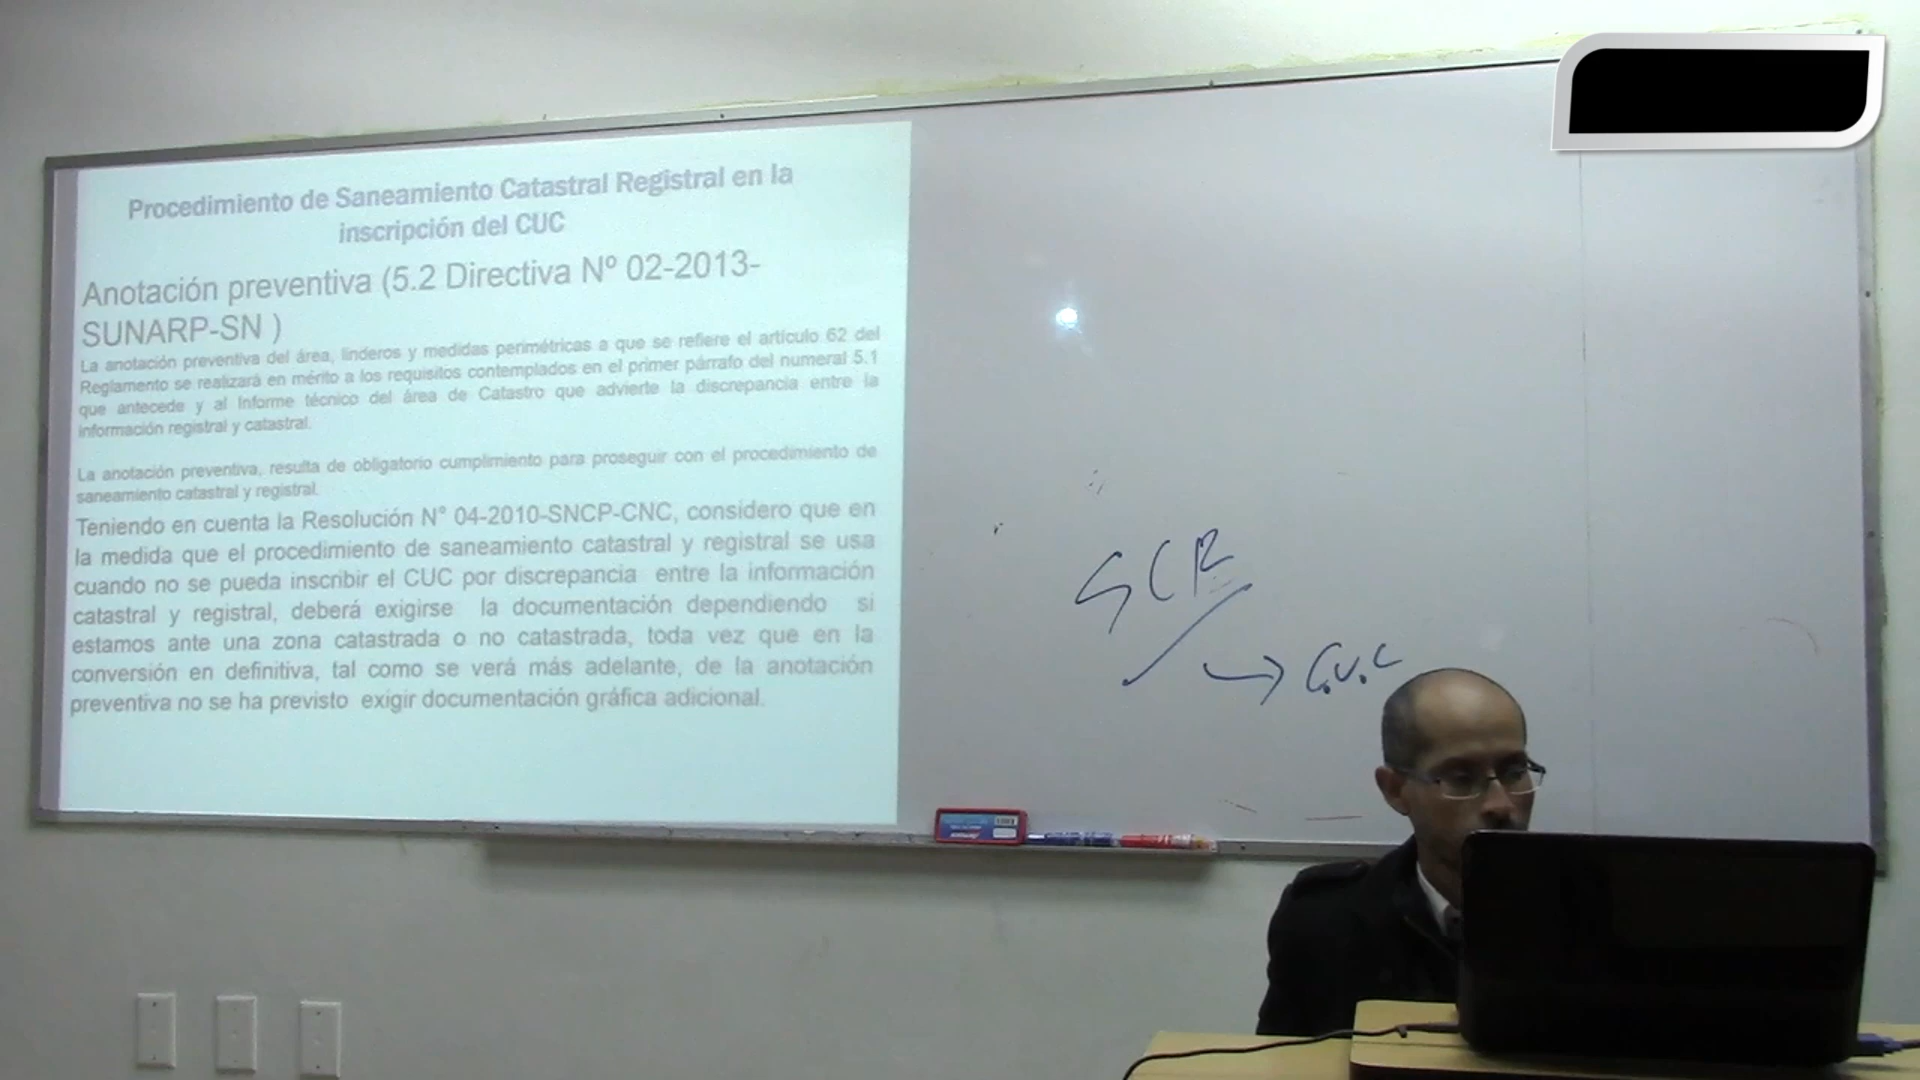 Procedimiento de Saneamiento Catastral Registral en la
inscripción del CUC
Anotación preventiva (5.2 Directiva Nº 02-2013-
SUNARP-SN )
La anotación preventiva del área, linderos y medidas perimétricas a que se refiere el artículo 62 del
Reglamento se realizará en mérito a los requisitos contemplados en el primer párrafo del numeral 5.1
que antecede y al Informe técnico del área de Catastro que advierte la discrepancia entre la
información registral y catastral.
La anotación preventiva, resulta de obligatorio cumplimiento para proseguir con el procedimiento de
saneamiento catastral y registral.
Teniendo en cuenta la Resolución N° 04-2010-SNCP-CNC, considero que en
la medida que el procedimiento de saneamiento catastral y registral se usa
cuando no se pueda inscribir el CUC por discrepancia entre la información
catastral y registral, deberá exigirse la documentación dependiendo si
estamos ante una zona catastrada o no catastrada, toda vez que en la
conversión en definitiva, tal como se verá más adelante, de la anotación
preventiva no se ha previsto exigir documentación gráfica adicional.
SCR
→ C.U.C